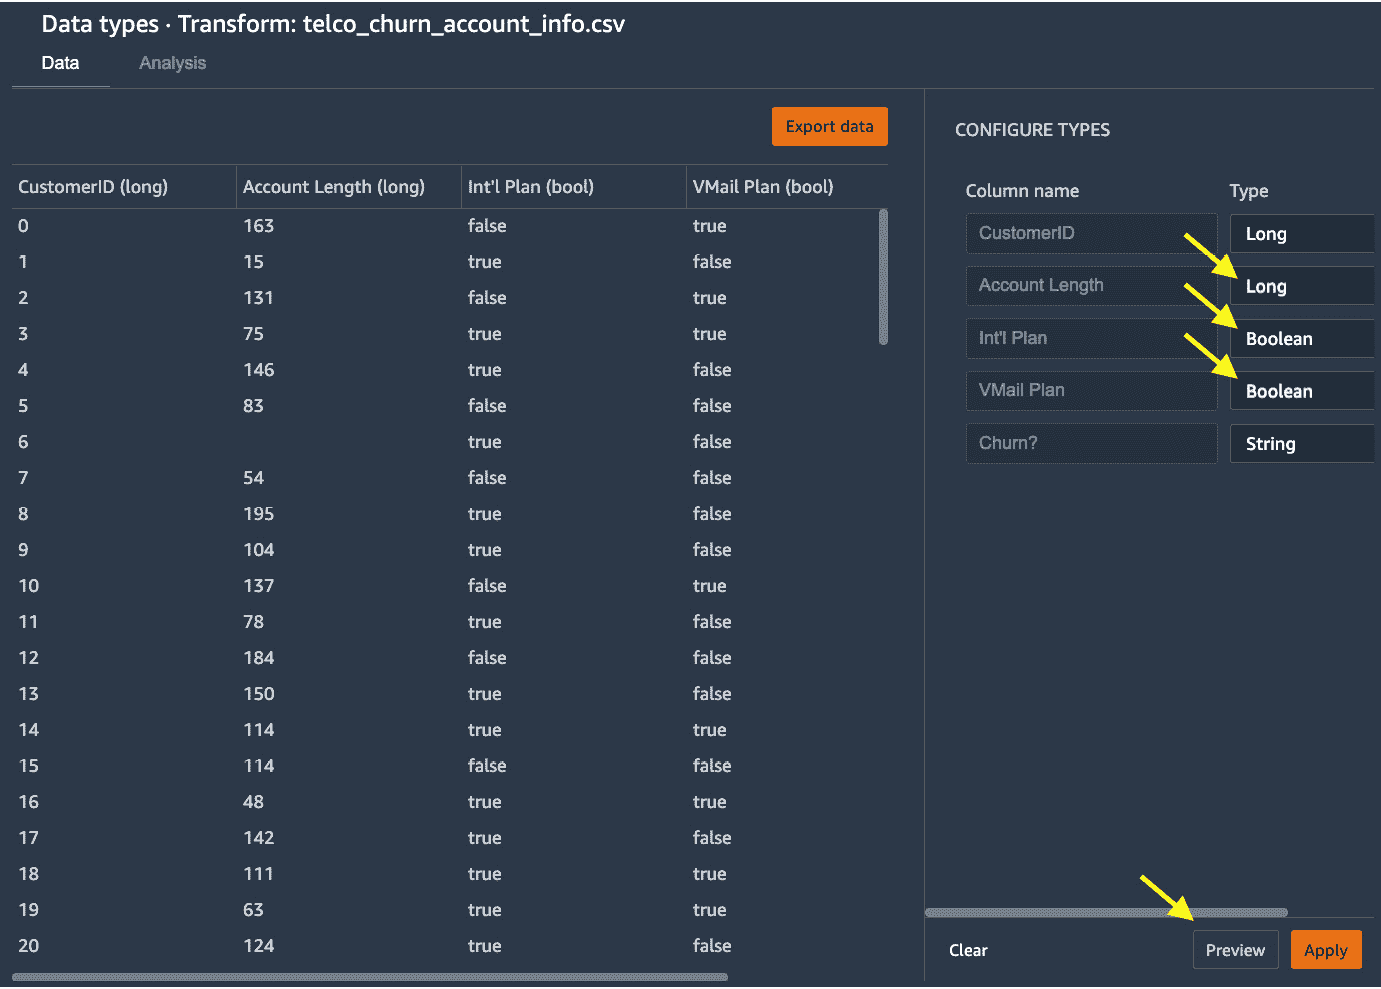 Data types · Transform: telco_churn_account_info.csv
Data Analysis
Export data
CustomerID (long) Account Length (long) Int'l Plan (bool) VMail Plan (bool)
0 163 false true
1 15 true false
2 131 false true
3 75 true true
4 146 true false
5 83 false false
6 true false
7 54 false false
8 195 true false
9 104 true false
10 137 false true
11 78 true false
12 184 false false
13 150 true false
14 114 true true
15 114 false false
16 48 true true
17 142 true false
18 111 true true
19 63 true true
20 124 true false
CONFIGURE TYPES
Column name Type
CustomerID Long
Account Length Long
Int'l Plan Boolean
VMail Plan Boolean
Churn? String
Clear Preview Apply